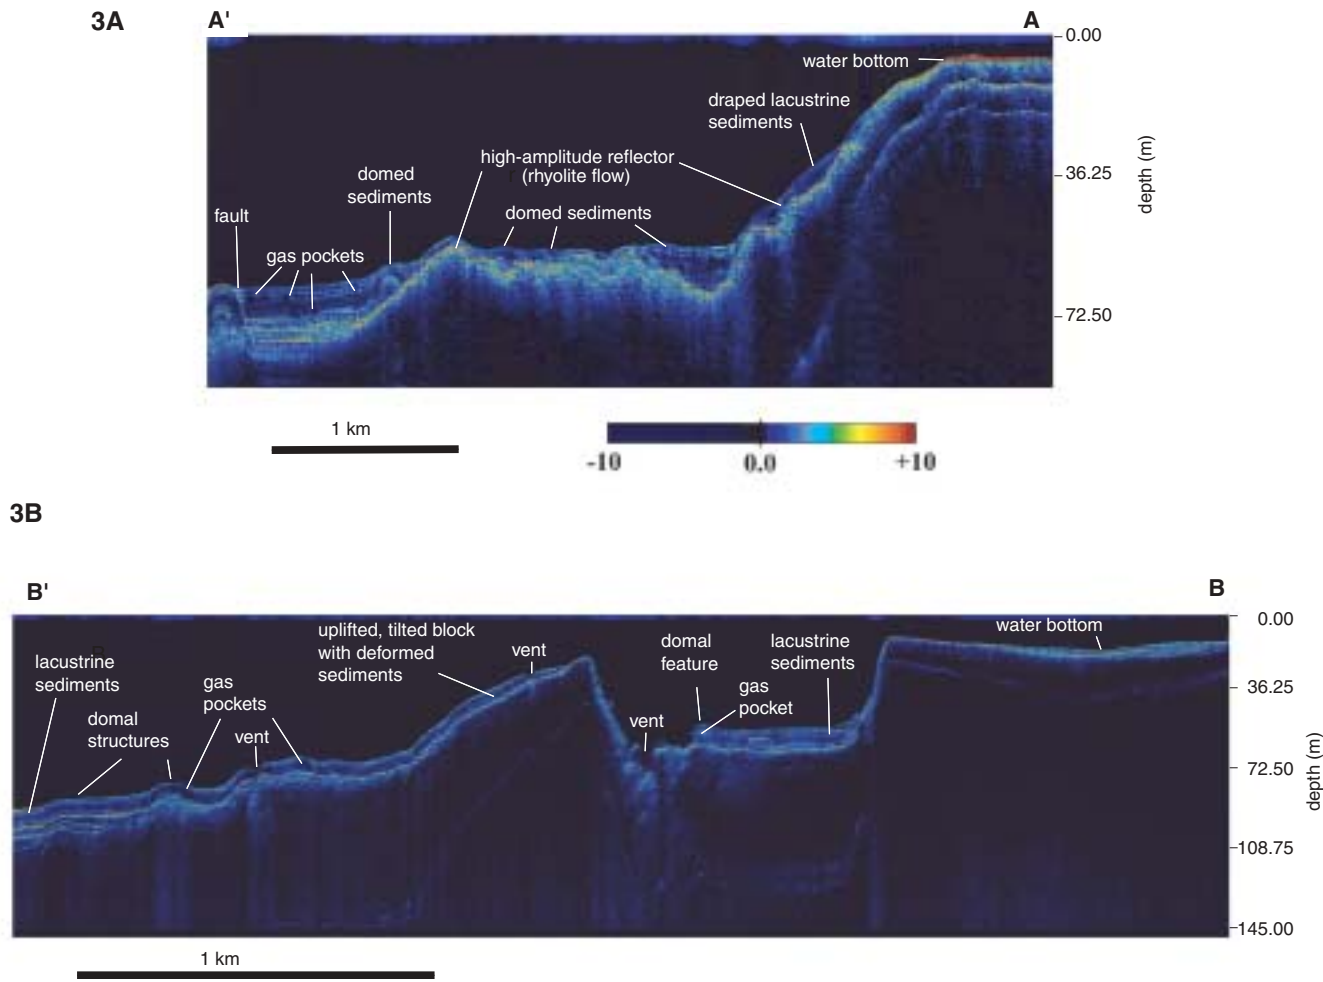 3A
A'
A
0.00
water bottom
draped lacustrine
sediments
high-amplitude reflector
(rhyolite flow)
36.25
depth (m)
domed
sediments
domed sediments
fault
gas pockets
72.50
1 km
-10
0.0
+10
3B
B'
B
0.00
water bottom
uplifted, tilted block
with deformed
sediments
vent
domal
feature
lacustrine
sediments
lacustrine
sediments
gas
pockets
gas
pocket
36.25
domal
structures
vent
vent
72.50
depth (m)
108.75
145.00
1 km